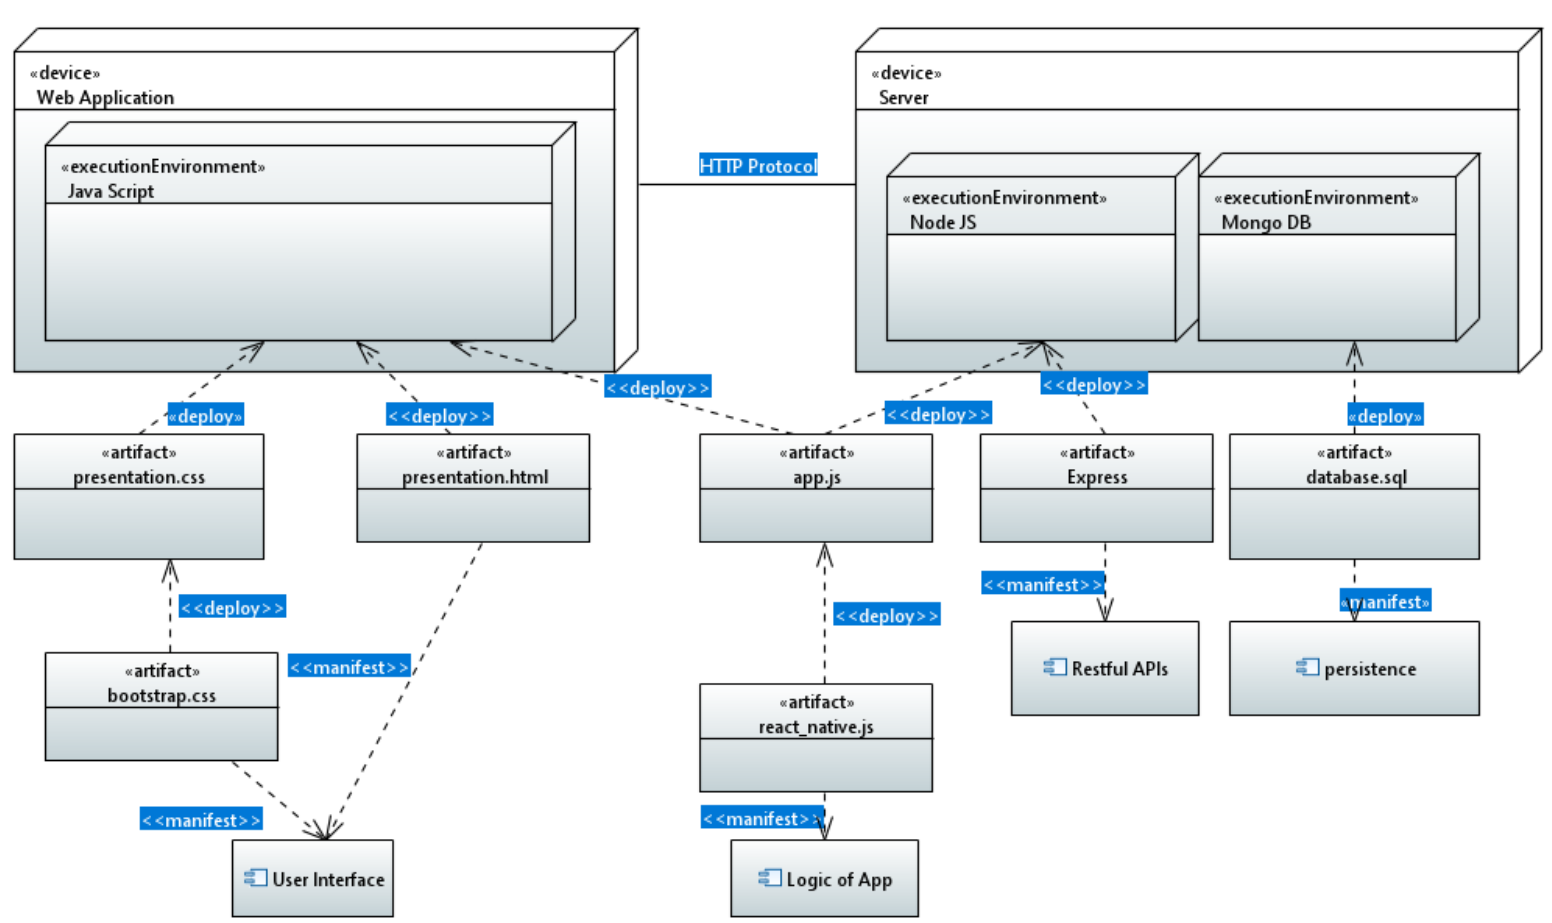 «device»
Web Application
«executionEnvironment»
Java Script
HTTP Protocol
«device»
Server
«executionEnvironment»
Node JS
«executionEnvironment»
Mongo DB
«deploy»
<<deploy>>
<<deploy>>
<<deploy>>
<<deploy>>
«deploy»
«artifact»
presentation.css
«artifact»
presentation.html
«artifact»
app.js
«artifact»
Express
«artifact»
database.sql
<<deploy>>
<<deploy>>
<<manifest>>
«manifest»
«artifact»
bootstrap.css
<<manifest>>
«artifact»
react_native.js
Restful APIs
persistence
<<manifest>>
<<manifest>>
User Interface
Logic of App